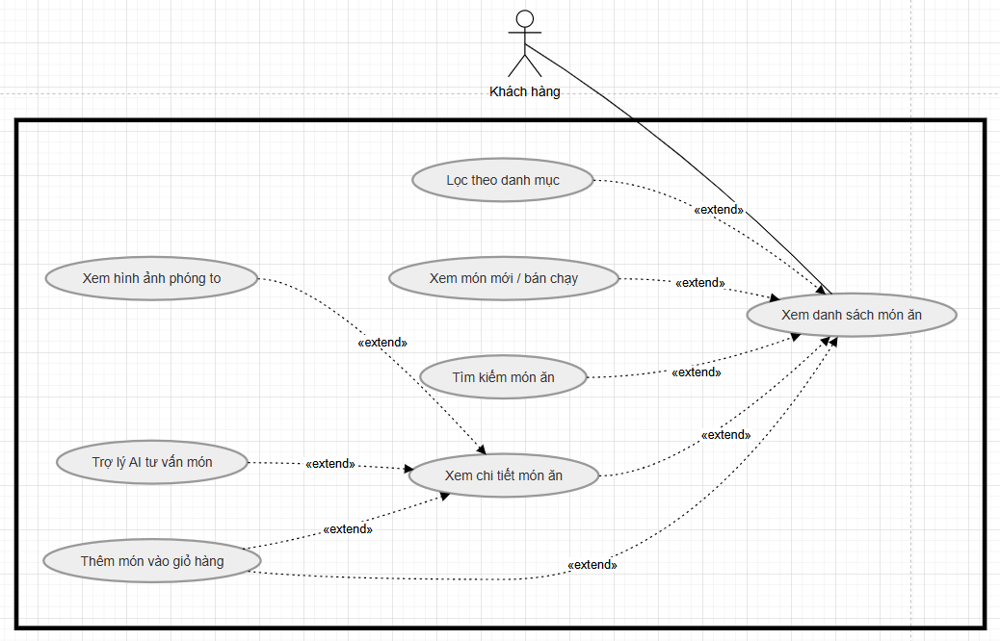 Khách hàng
Lọc theo danh mục
«extend»
Xem hình ảnh phóng to
Xem món mới / bán chạy
«extend»
Xem danh sách món ăn
«extend»
Tìm kiếm món ăn
«extend»
«extend»
Trợ lý AI tư vấn món
«extend»
Xem chi tiết món ăn
«extend»
Thêm món vào giỏ hàng
«extend»